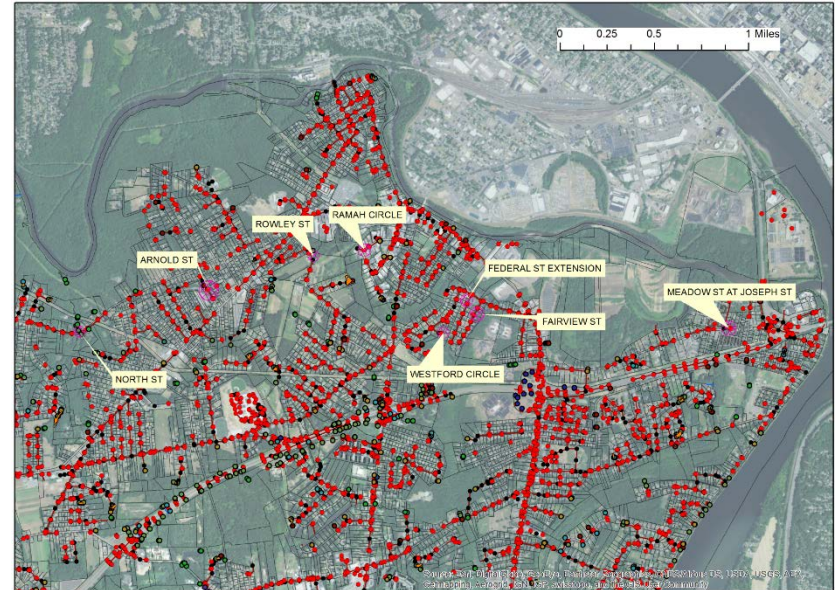 0 0.25 0.5 1 Miles
RAMAH CIRCLE
ROWLEY ST
ARNOLD ST
FEDERAL ST EXTENSION
MEADOW ST AT JOSEPH ST
FAIRVIEW ST
WESTFORD CIRCLE
NORTH ST